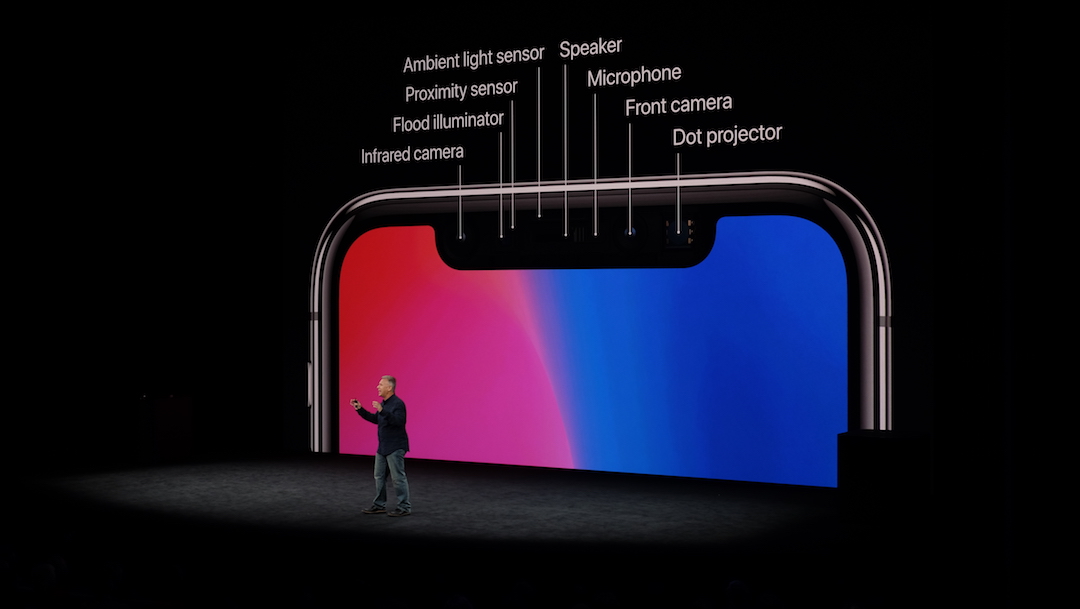 Ambient light sensor
Speaker
Proximity sensor
Microphone
Flood illuminator
Front camera
Infrared camera
Dot projector